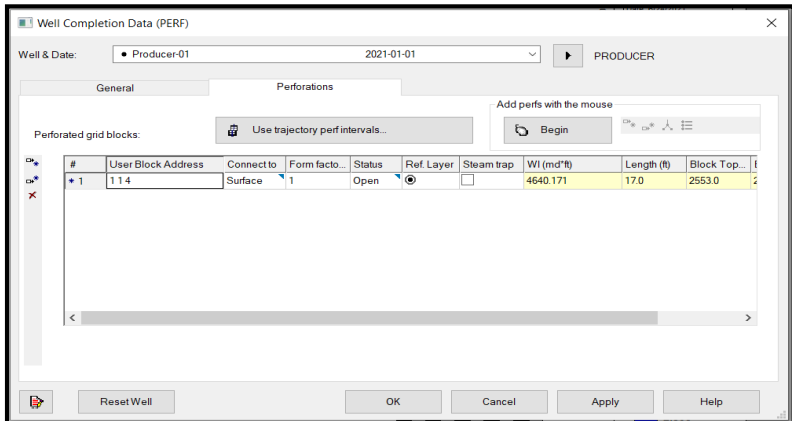 Well Completion Data (PERF)
Well & Date: Producer-01 2021-01-01 PRODUCER
General Perforations
Add perfs with the mouse
Perforated grid blocks: Use trajectory perf intervals... Begin
# User Block Address Connect to Form facto... Status Ref. Layer Steam trap WI (md*ft) Length (ft) Block Top...
* 1 1 1 4 Surface 1 Open 4640.171 17.0 2553.0
Reset Well OK Cancel Apply Help